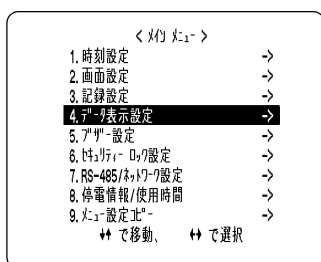 < ﾒｲﾝ ﾒﾆｭｰ >
1. 時刻設定 ->
2. 画面設定 ->
3. 記録設定 ->
4. ﾃﾞｰﾀ表示設定 ->
5. ﾌﾞｻﾞｰ設定 ->
6. ｾｷｭﾘﾃｨｰ ﾛｯｸ設定 ->
7. RS-485/ﾈｯﾄﾜｰｸ設定 ->
8. 停電情報/使用時間 ->
9. ﾒﾆｭｰ設定ｺﾋﾟｰ ->
↓↑ で移動、 ←→ で選択